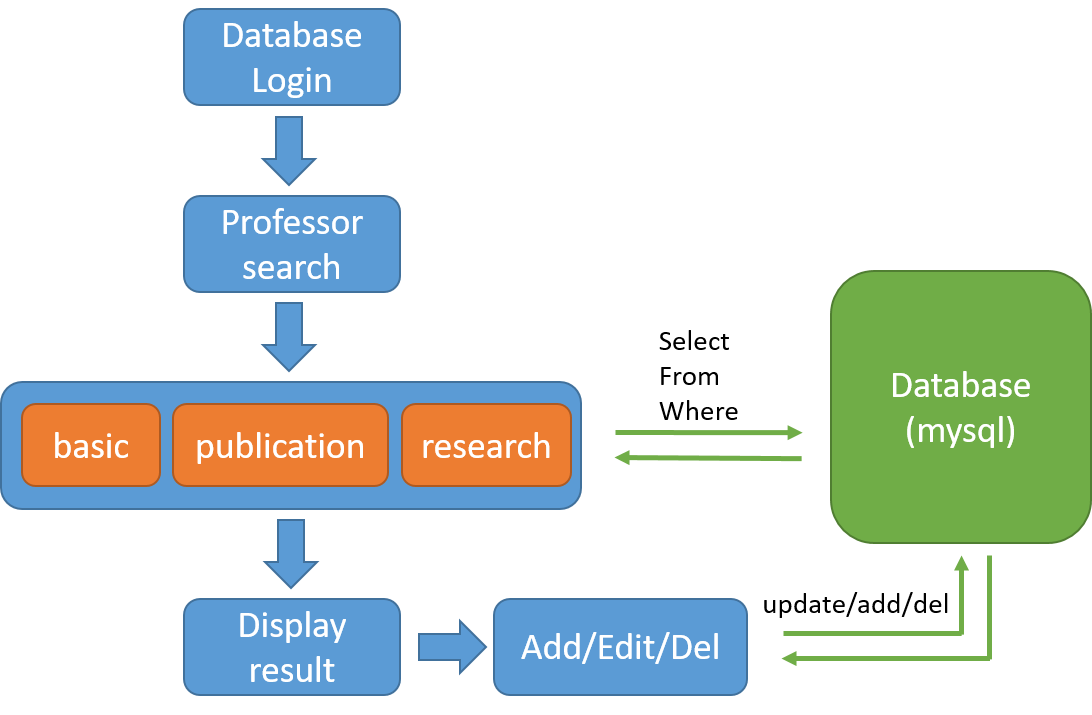 Database
Login
Professor
search
basic
publication
research
Select
From
Where
Database
(mysql)
Display
result
Add/Edit/Del
update/add/del